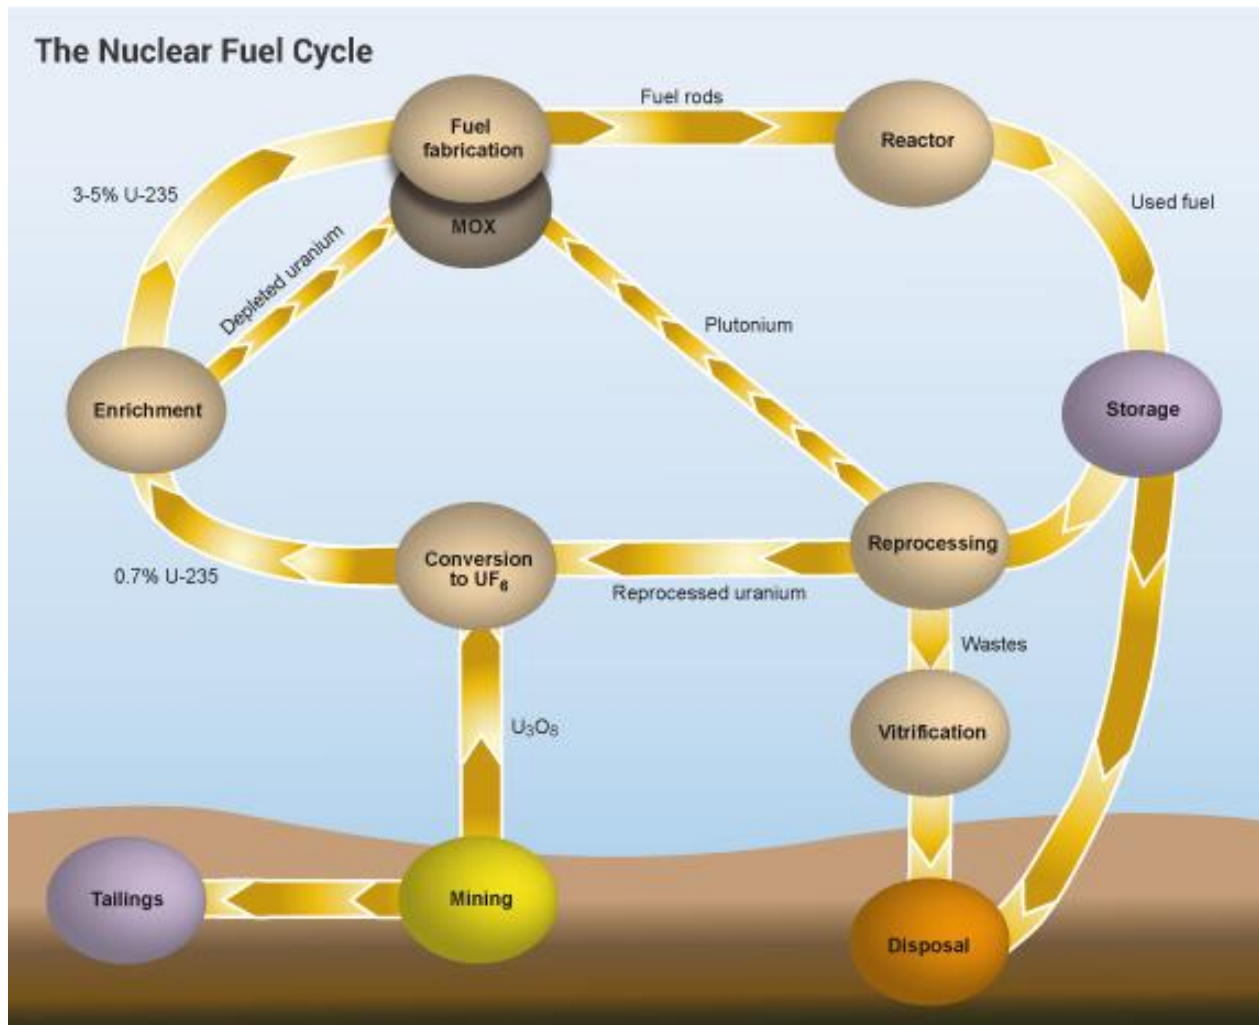 The Nuclear Fuel Cycle
Fuel
fabrication
Fuel rods
Reactor
3-5% U-235
MOX
Used fuel
Depleted uranium
Plutonium
Enrichment
Storage
Conversion
to UF₆
Reprocessing
0.7% U-235
Reprocessed uranium
Wastes
U₃O₈
Vitrification
Tailings
Mining
Disposal